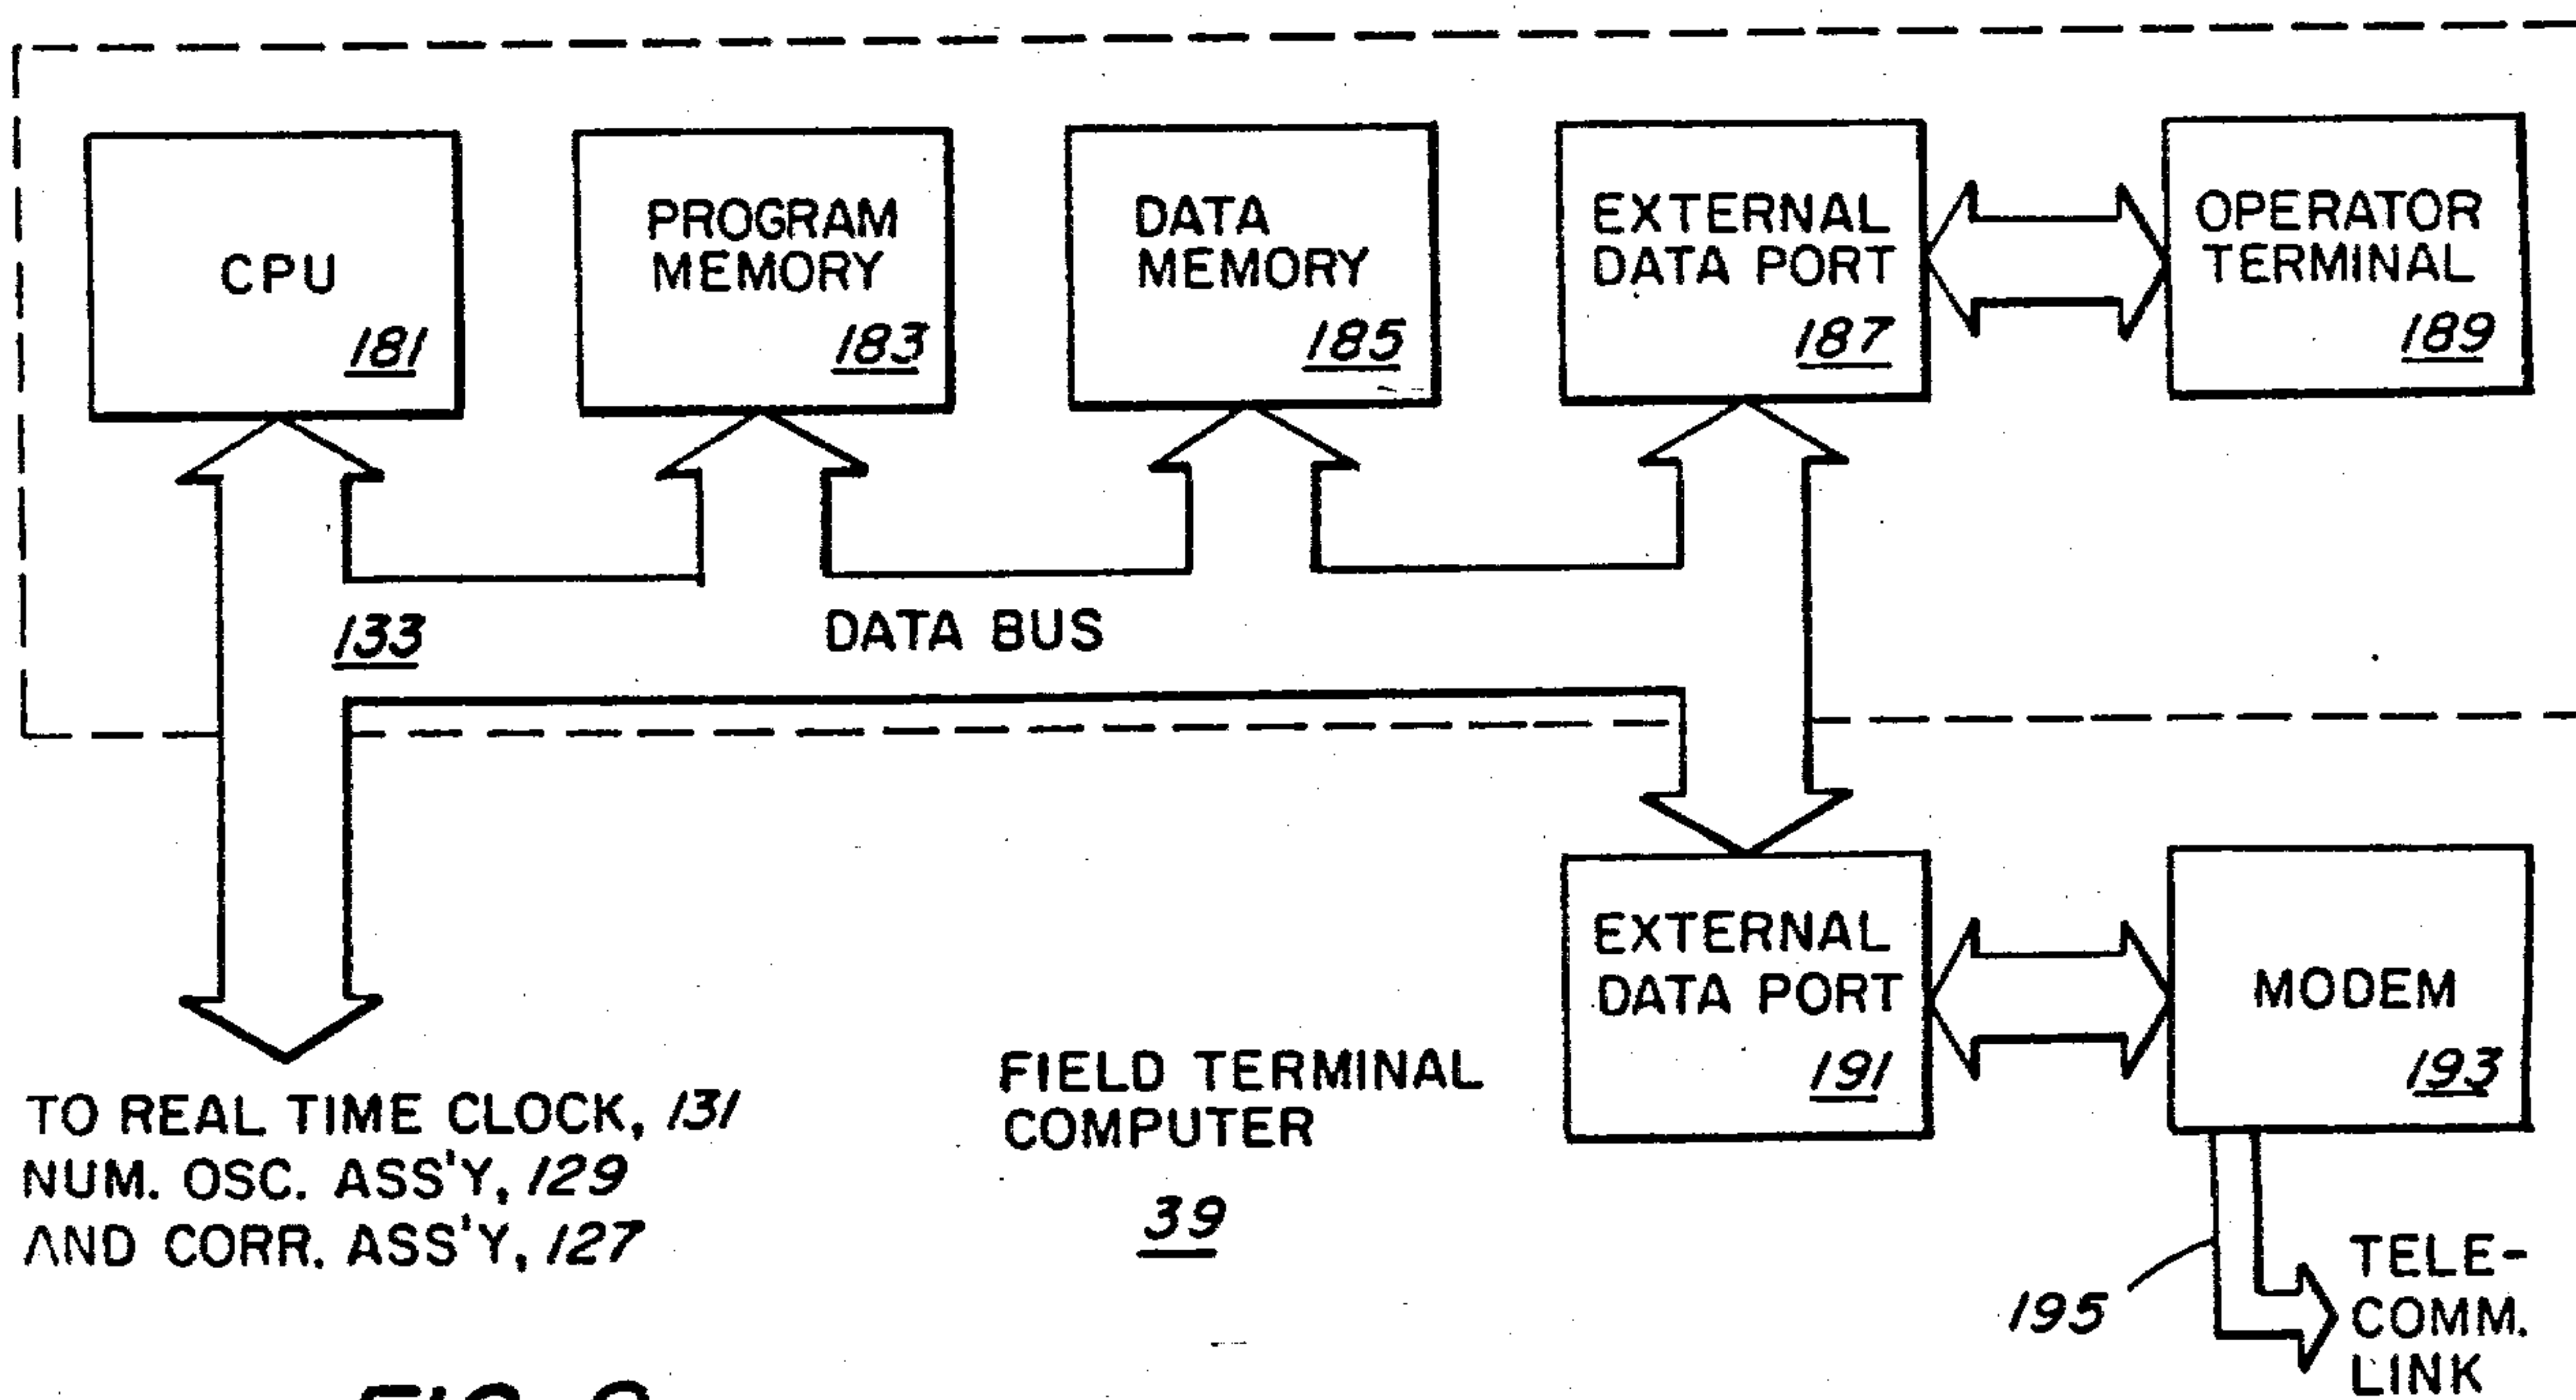 CPU
181
PROGRAM
MEMORY
183
DATA
MEMORY
185
EXTERNAL
DATA PORT
187
OPERATOR
TERMINAL
189
133
DATA BUS
EXTERNAL
DATA PORT
191
MODEM
193
TO REAL TIME CLOCK, 131
NUM. OSC. ASS'Y, 129
AND CORR. ASS'Y, 127
FIELD TERMINAL
COMPUTER
39
195
TELE-
COMM.
LINK